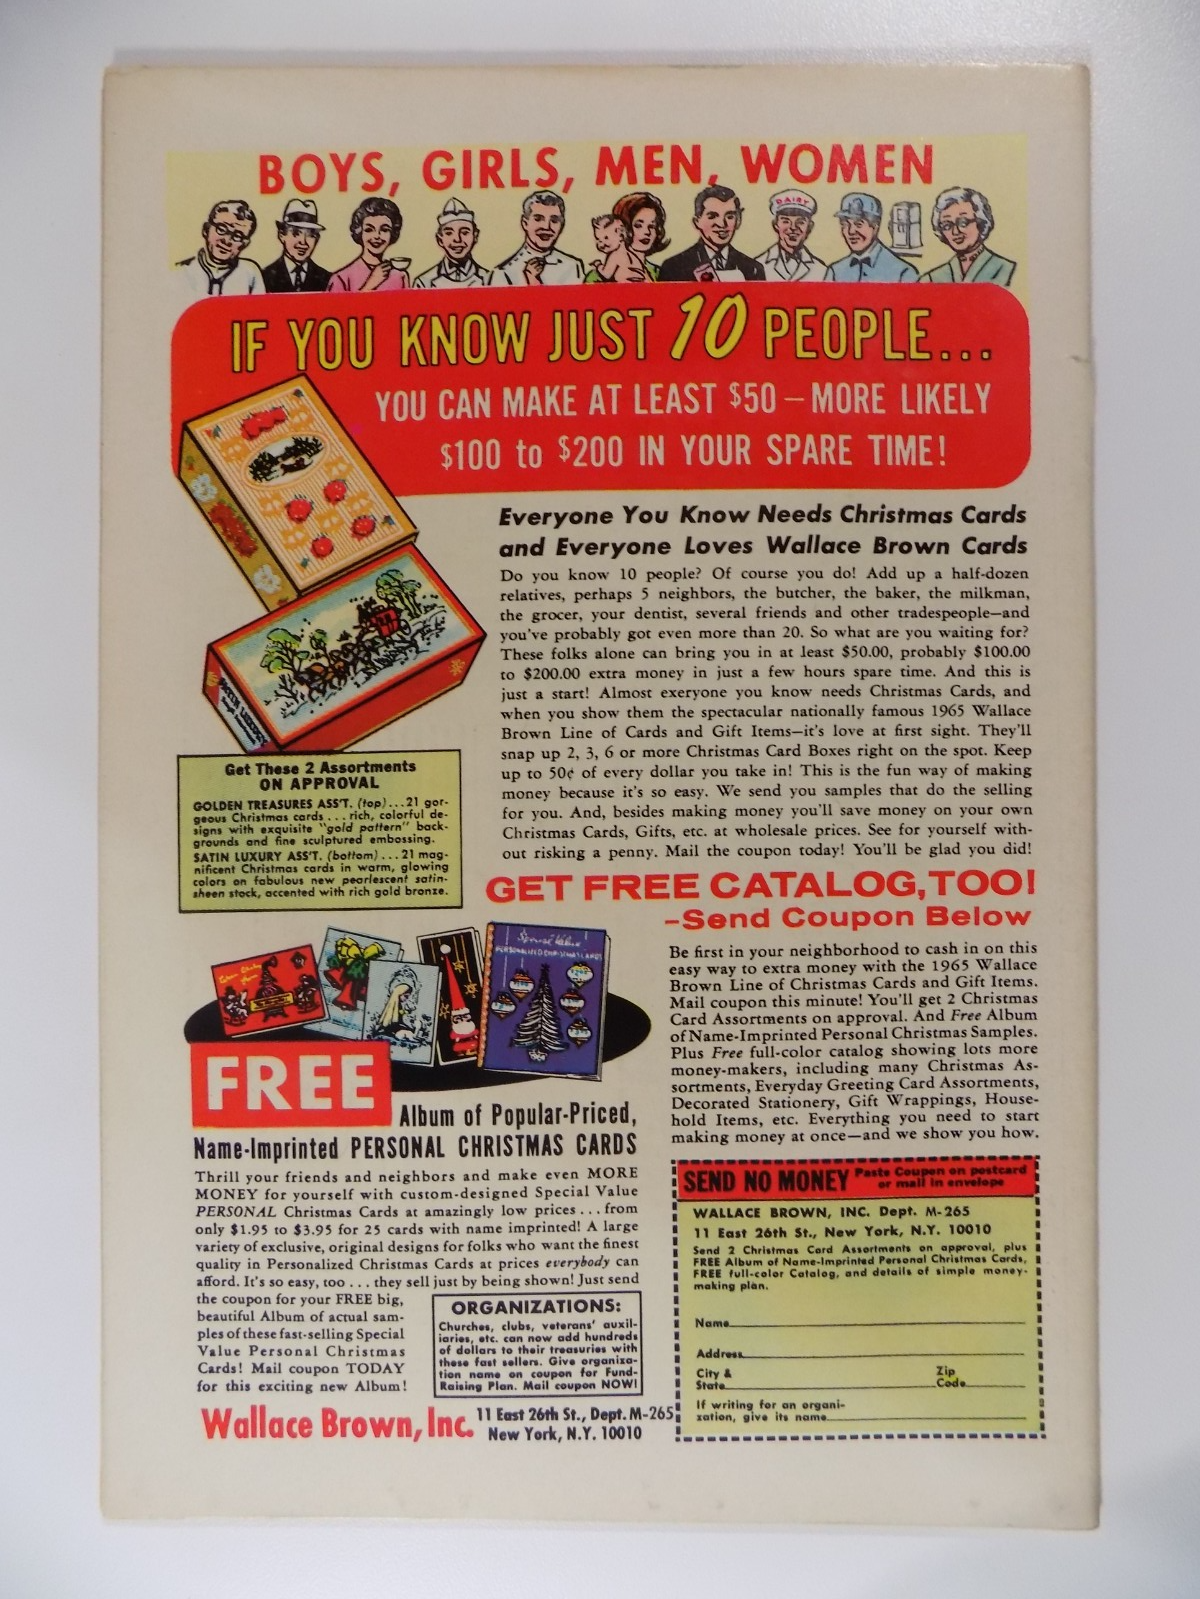 BOYS, GIRLS, MEN, WOMEN
DAIRY
IF YOU KNOW JUST 10 PEOPLE...
YOU CAN MAKE AT LEAST $50 – MORE LIKELY
$100 to $200 IN YOUR SPARE TIME!
Everyone You Know Needs Christmas Cards
and Everyone Loves Wallace Brown Cards
Do you know 10 people? Of course you do! Add up a half-dozen
relatives, perhaps 5 neighbors, the butcher, the baker, the milkman,
the grocer, your dentist, several friends and other tradespeople—and
you've probably got even more than 20. So what are you waiting for?
These folks alone can bring you in at least $50.00, probably $100.00
to $200.00 extra money in just a few hours spare time. And this is
just a start! Almost everyone you know needs Christmas Cards, and
when you show them the spectacular nationally famous 1965 Wallace
Brown Line of Cards and Gift Items—it's love at first sight. They'll
snap up 2, 3, 6 or more Christmas Card Boxes right on the spot. Keep
up to 50¢ of every dollar you take in! This is the fun way of making
money because it's so easy. We send you samples that do the selling
for you. And, besides making money you'll save money on your own
Christmas Cards, Gifts, etc. at wholesale prices. See for yourself with-
out risking a penny. Mail the coupon today! You'll be glad you did!
SATIN LUXURY
Get These 2 Assortments
ON APPROVAL
GOLDEN TREASURES ASS'T. (top)...21 gor-
geous Christmas cards...rich, colorful de-
signs with exquisite "gold pattern" back-
grounds and fine sculptured embossing.
SATIN LUXURY ASS'T. (bottom)...21 mag-
nificent Christmas cards in warm, glowing
colors on fabulous new pearlescent satin-
sheen stock, accented with rich gold bronze.
GET FREE CATALOG, TOO!
–Send Coupon Below
Be first in your neighborhood to cash in on this
easy way to extra money with the 1965 Wallace
Brown Line of Christmas Cards and Gift Items.
Mail coupon this minute! You'll get 2 Christmas
Card Assortments on approval. And Free Album
of Name-Imprinted Personal Christmas Samples.
Plus Free full-color catalog showing lots more
money-makers, including many Christmas As-
sortments, Everyday Greeting Card Assortments,
Decorated Stationery, Gift Wrappings, House-
hold Items, etc. Everything you need to start
making money at once—and we show you how.
PERSONALIZED CHRISTMAS CARDS
FREE
Album of Popular-Priced,
Name-Imprinted PERSONAL CHRISTMAS CARDS
Thrill your friends and neighbors and make even MORE
MONEY for yourself with custom-designed Special Value
PERSONAL Christmas Cards at amazingly low prices...from
only $1.95 to $3.95 for 25 cards with name imprinted! A large
variety of exclusive, original designs for folks who want the finest
quality in Personalized Christmas Cards at prices everybody can
afford. It's so easy, too...they sell just by being shown! Just send
the coupon for your FREE big,
beautiful Album of actual sam-
ples of these fast-selling Special
Value Personal Christmas
Cards! Mail coupon TODAY
for this exciting new Album!
ORGANIZATIONS:
Churches, clubs, veterans' auxil-
iaries, etc. can now add hundreds
of dollars to their treasuries with
these fast sellers. Give organiza-
tion name on coupon for Fund-
Raising Plan. Mail coupon NOW!
Wallace Brown, Inc. 11 East 26th St., Dept. M-265
New York, N.Y. 10010
SEND NO MONEY Paste Coupon on postcard
or mail in envelope
WALLACE BROWN, INC. Dept. M-265
11 East 26th St., New York, N.Y. 10010
Send 2 Christmas Card Assortments on approval, plus
FREE Album of Name-Imprinted Personal Christmas Cards,
FREE full-color Catalog, and details of simple money-
making plan.
Name
Address
City & Zip
State Code
If writing for an organi-
zation, give its name